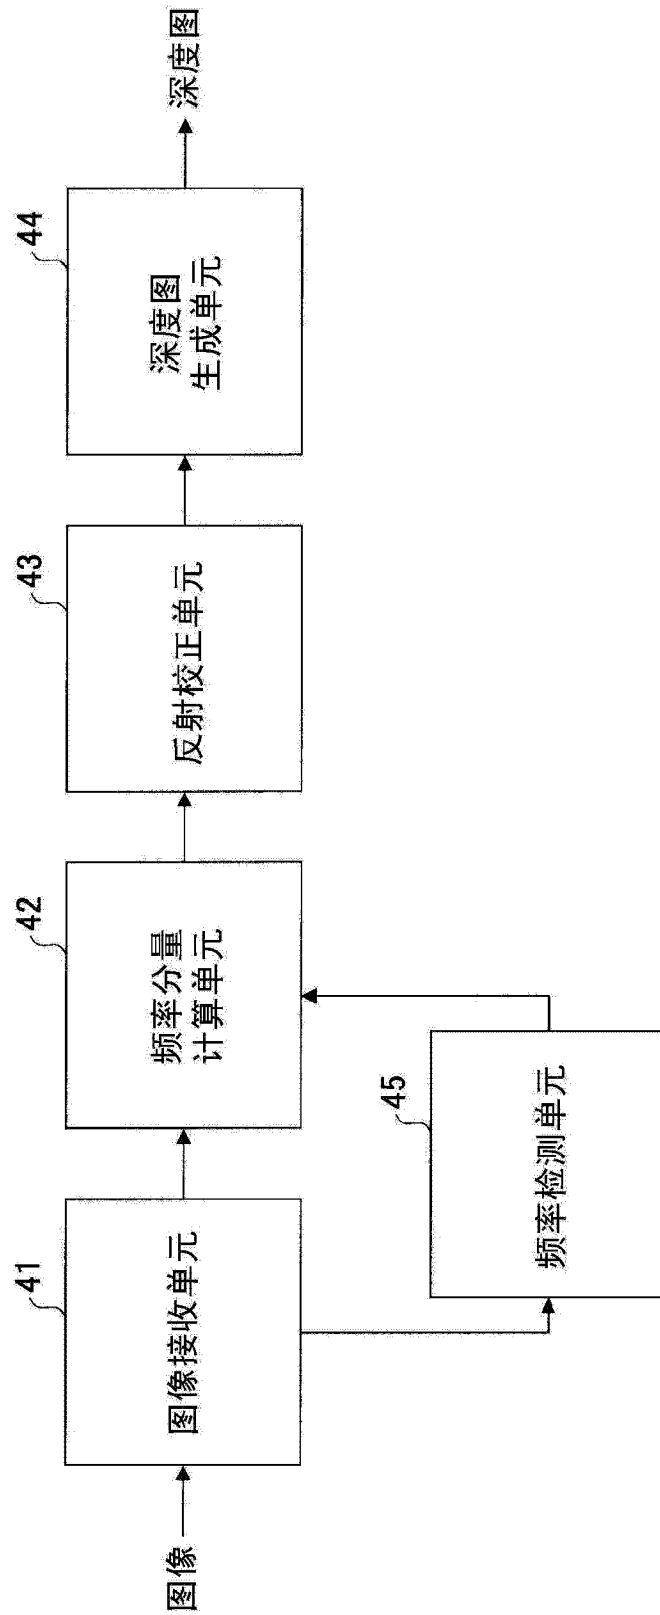 图像
41
图像接收单元
42
频率分量
计算单元
43
反射校正单元
44
深度图
生成单元
深度图
45
频率检测单元